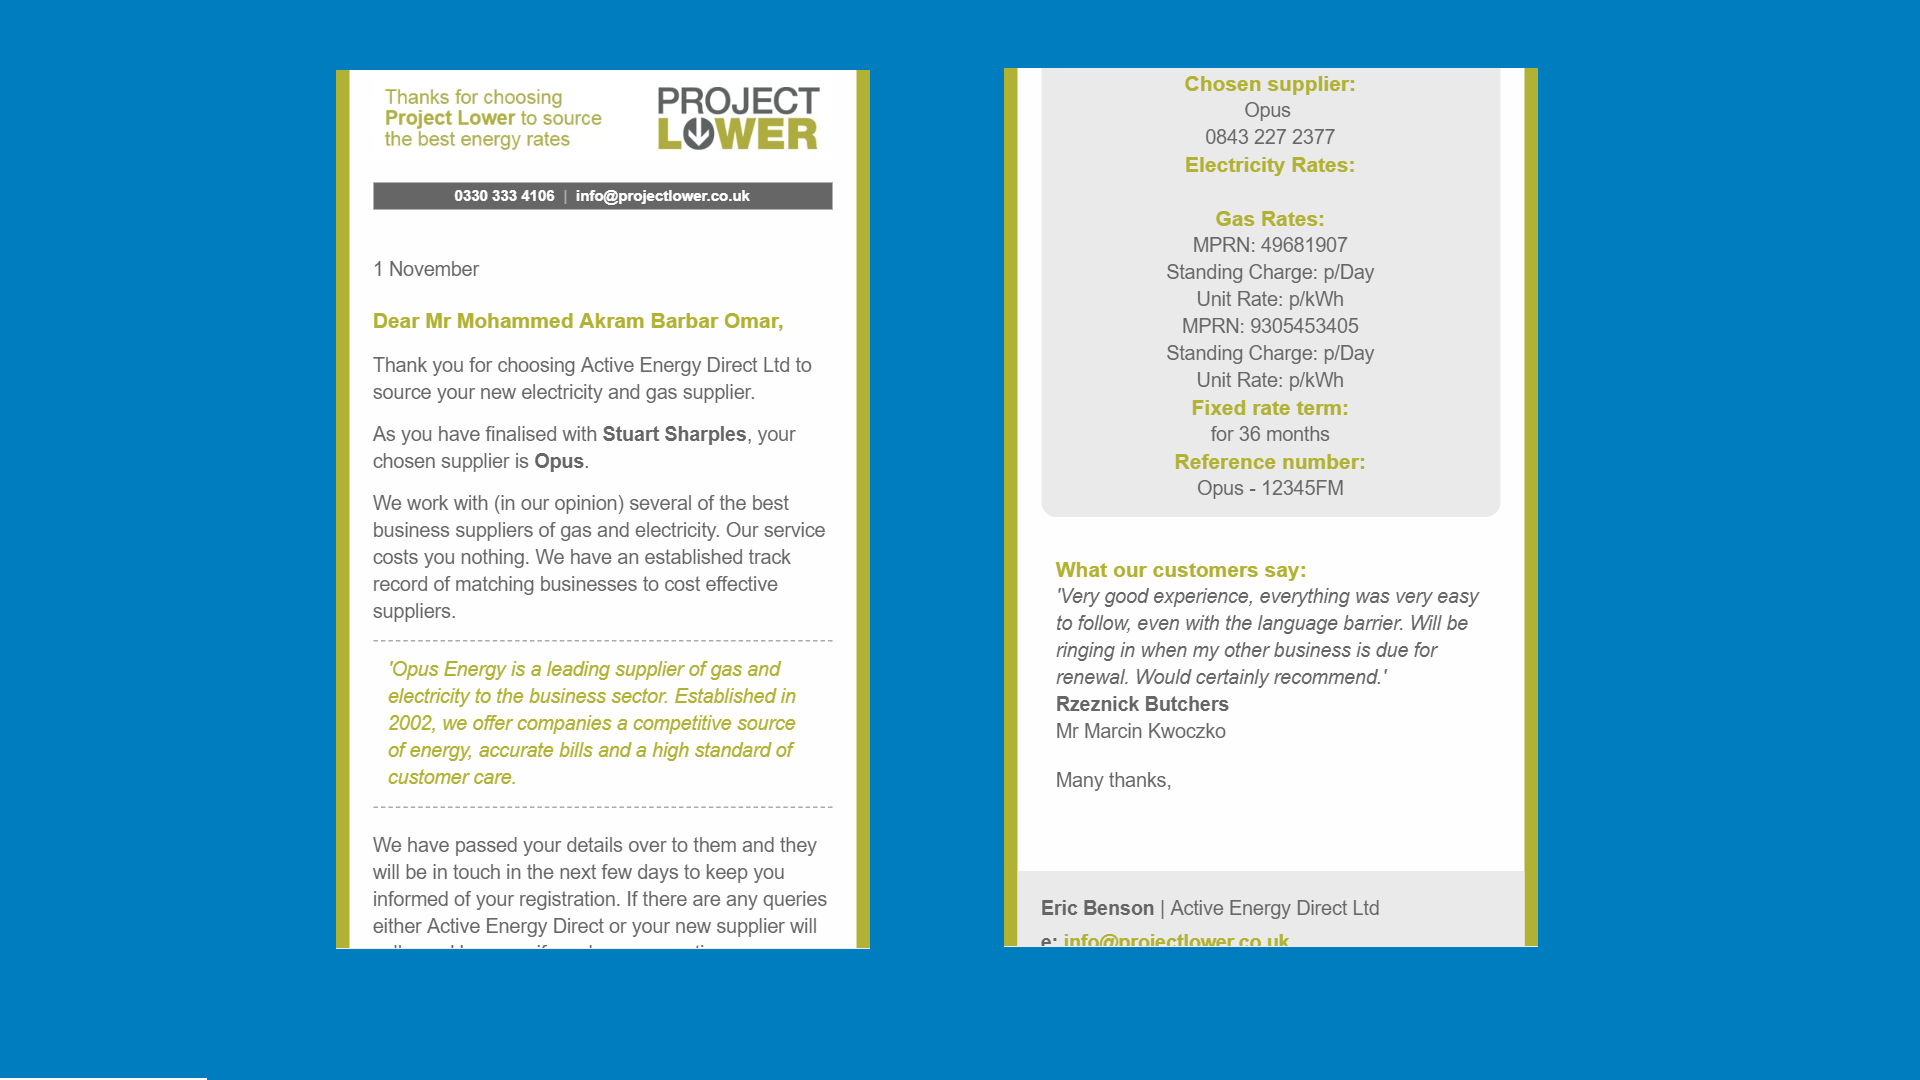 Thanks for choosing
Project Lower to source
the best energy rates
PROJECT
LOWER
0330 333 4106 | info@projectlower.co.uk
1 November
Dear Mr Mohammed Akram Barbar Omar,
Thank you for choosing Active Energy Direct Ltd to
source your new electricity and gas supplier.
As you have finalised with Stuart Sharples, your
chosen supplier is Opus.
We work with (in our opinion) several of the best
business suppliers of gas and electricity. Our service
costs you nothing. We have an established track
record of matching businesses to cost effective
suppliers.
'Opus Energy is a leading supplier of gas and
electricity to the business sector. Established in
2002, we offer companies a competitive source
of energy, accurate bills and a high standard of
customer care.
We have passed your details over to them and they
will be in touch in the next few days to keep you
informed of your registration. If there are any queries
either Active Energy Direct or your new supplier will
Chosen supplier:
Opus
0843 227 2377
Electricity Rates:
Gas Rates:
MPRN: 49681907
Standing Charge: p/Day
Unit Rate: p/kWh
MPRN: 9305453405
Standing Charge: p/Day
Unit Rate: p/kWh
Fixed rate term:
for 36 months
Reference number:
Opus - 12345FM
What our customers say:
'Very good experience, everything was very easy
to follow, even with the language barrier. Will be
ringing in when my other business is due for
renewal. Would certainly recommend.'
Rzeznick Butchers
Mr Marcin Kwoczko
Many thanks,
Eric Benson | Active Energy Direct Ltd
e: info@projectlower.co.uk